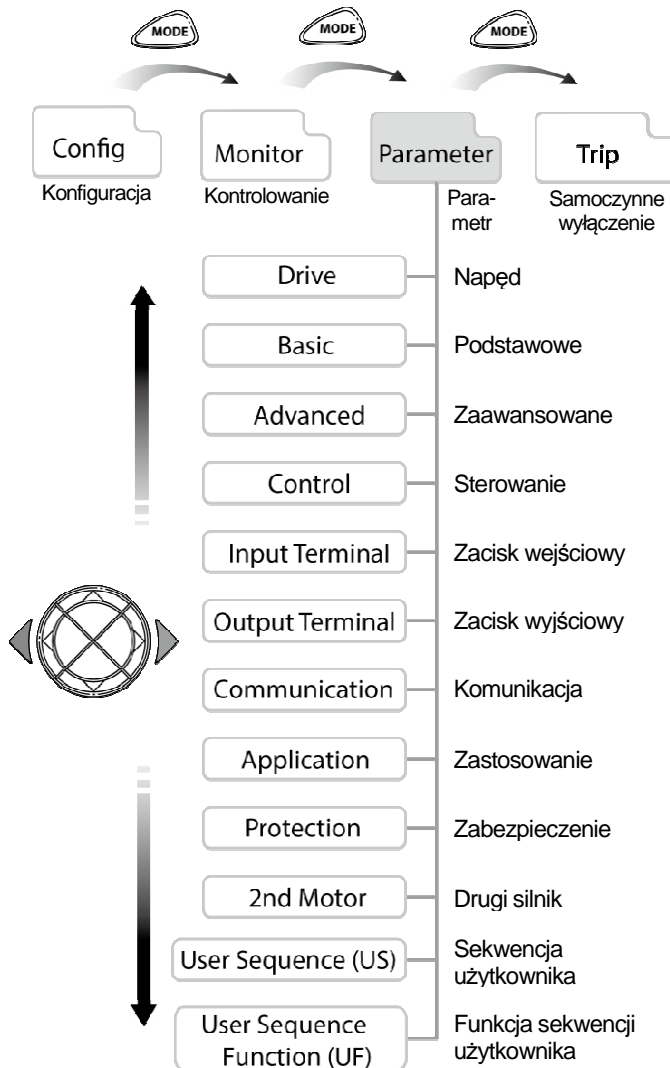 MODE MODE MODE
Config Monitor Parameter Trip
Konfiguracja Kontrolowanie Para-
metr Samoczynne
wyłączenie
Drive Napęd
Basic Podstawowe
Advanced Zaawansowane
Control Sterowanie
Input Terminal Zacisk wejściowy
Output Terminal Zacisk wyjściowy
Communication Komunikacja
Application Zastosowanie
Protection Zabezpieczenie
2nd Motor Drugi silnik
User Sequence (US) Sekwencja
użytkownika
User Sequence
Function (UF) Funkcja sekwencji
użytkownika